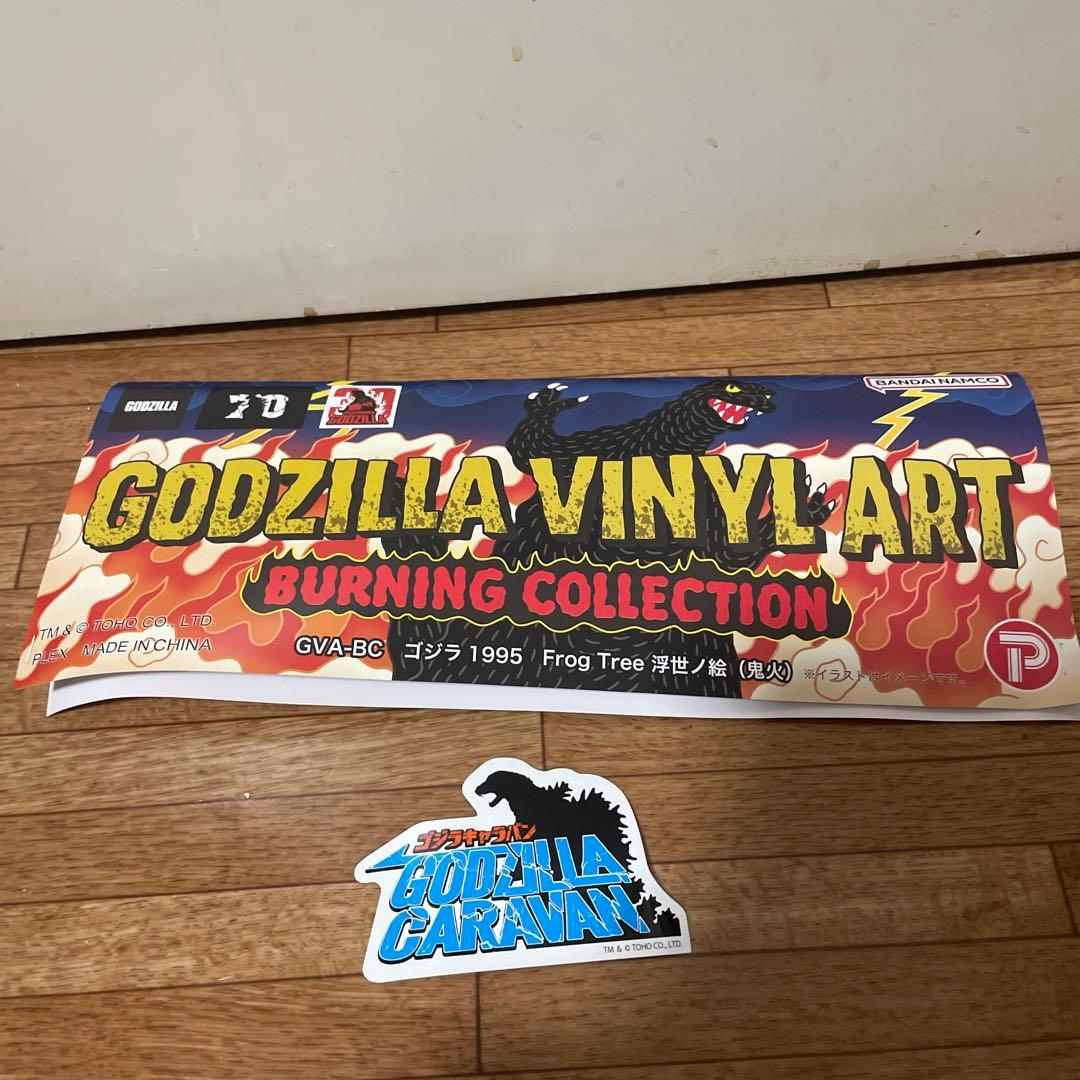 GODZILLA
70
GODZILLA
BANDAI NAMCO
GODZILLA VINYL ART
BURNING COLLECTION
TM & © TOHO CO., LTD.
PLEX MADE IN CHINA
GVA-BC ゴジラ 1995 Frog Tree 浮世ノ絵 (鬼火)
※イラストはイメージです。
P
ゴジラキャラバン
GODZILLA
CARAVAN
TM & © TOHO CO., LTD.